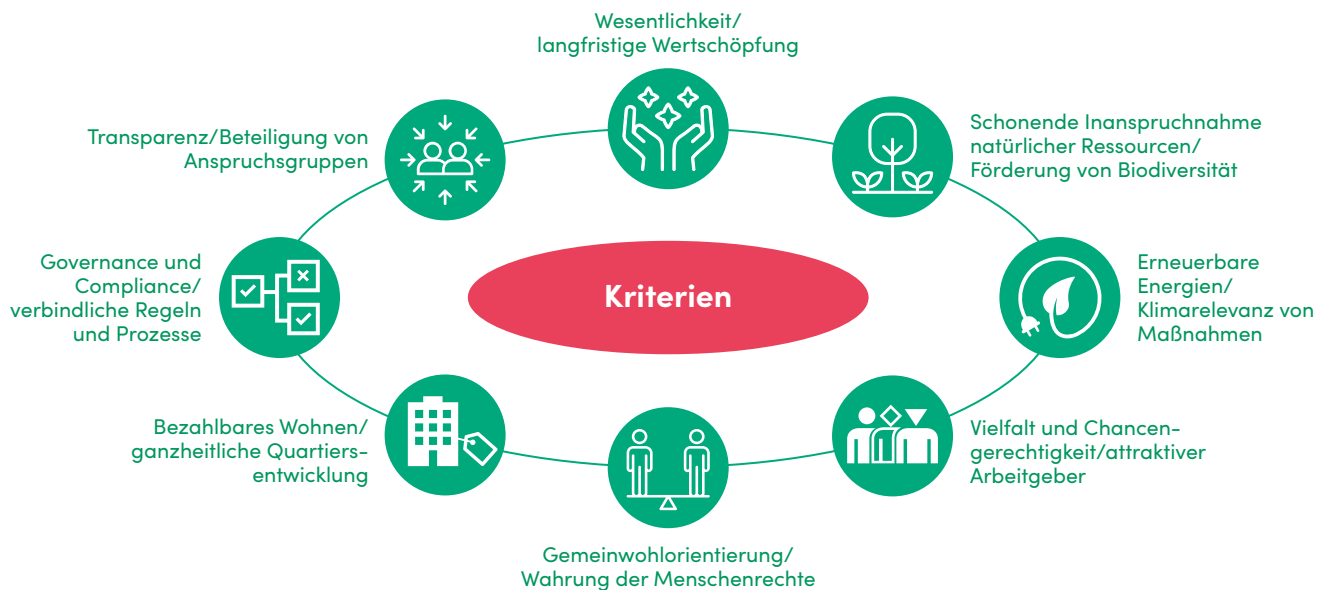 Wesentlichkeit/
langfristige Wertschöpfung
Schonende Inanspruchnahme
natürlicher Ressourcen/
Förderung von Biodiversität
Erneuerbare
Energien/
Klimarelevanz von
Maßnahmen
Vielfalt und Chancen-
gerechtigkeit/attraktiver
Arbeitgeber
Gemeinwohlorientierung/
Wahrung der Menschenrechte
Bezahlbares Wohnen/
ganzheitliche Quartiers-
entwicklung
Governance und
Compliance/
verbindliche Regeln
und Prozesse
Transparenz/Beteiligung von
Anspruchsgruppen
Kriterien